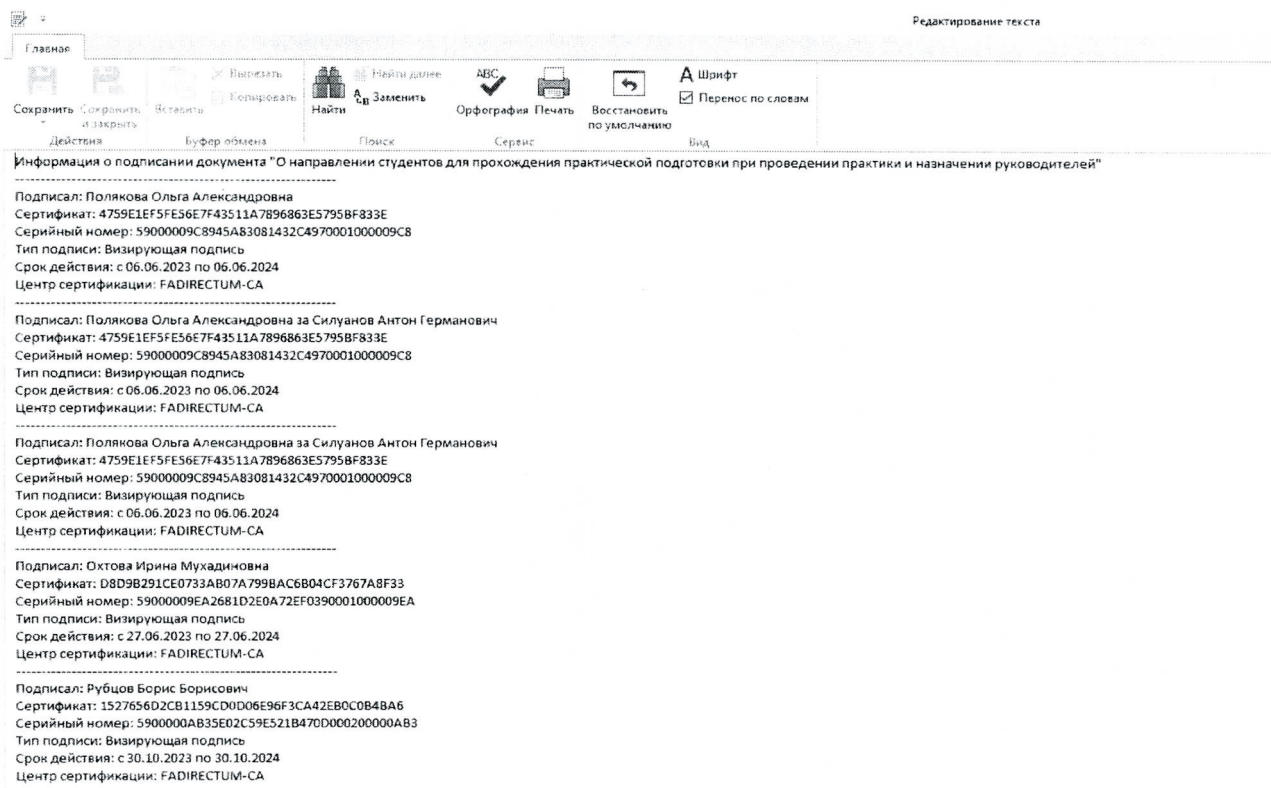 Редактирование текста
Главная
Сохранить
Сохранить и закрыть
Вставить
Вырезать
Копировать
Найти
Найти далее
Заменить
ABC
Орфография
Печать
Восстановить по умолчанию
А Шрифт
Перенос по словам
Действия
Буфер обмена
Поиск
Сервис
Вид
Информация о подписании документа "О направлении студентов для прохождения практической подготовки при проведении практики и назначении руководителей"
----------------------------------------------------------------
Подписал: Полякова Ольга Александровна
Сертификат: 4759E1EF5FE56E7F43511A7896863E5795BF833E
Серийный номер: 59000009C8945A83081432C4970001000009C8
Тип подписи: Визирующая подпись
Срок действия: с 06.06.2023 по 06.06.2024
Центр сертификации: FADIRECTUM-CA
----------------------------------------------------------------
Подписал: Полякова Ольга Александровна за Силуанов Антон Германович
Сертификат: 4759E1EF5FE56E7F43511A7896863E5795BF833E
Серийный номер: 59000009C8945A83081432C4970001000009C8
Тип подписи: Визирующая подпись
Срок действия: с 06.06.2023 по 06.06.2024
Центр сертификации: FADIRECTUM-CA
----------------------------------------------------------------
Подписал: Полякова Ольга Александровна за Силуанов Антон Германович
Сертификат: 4759E1EF5FE56E7F43511A7896863E5795BF833E
Серийный номер: 59000009C8945A83081432C4970001000009C8
Тип подписи: Визирующая подпись
Срок действия: с 06.06.2023 по 06.06.2024
Центр сертификации: FADIRECTUM-CA
----------------------------------------------------------------
Подписал: Охтова Ирина Мухадиновна
Сертификат: D8D9B291CE0733AB07A799BAC6B04CF3767A8F33
Серийный номер: 59000009EA2681D2E0A72EF0390001000009EA
Тип подписи: Визирующая подпись
Срок действия: с 27.06.2023 по 27.06.2024
Центр сертификации: FADIRECTUM-CA
----------------------------------------------------------------
Подписал: Рубцов Борис Борисович
Сертификат: 1527656D2CB1159CD0D06E96F3CA42EB0C0B4BA6
Серийный номер: 5900000AB35E02C59E521B470D000200000AB3
Тип подписи: Визирующая подпись
Срок действия: с 30.10.2023 по 30.10.2024
Центр сертификации: FADIRECTUM-CA